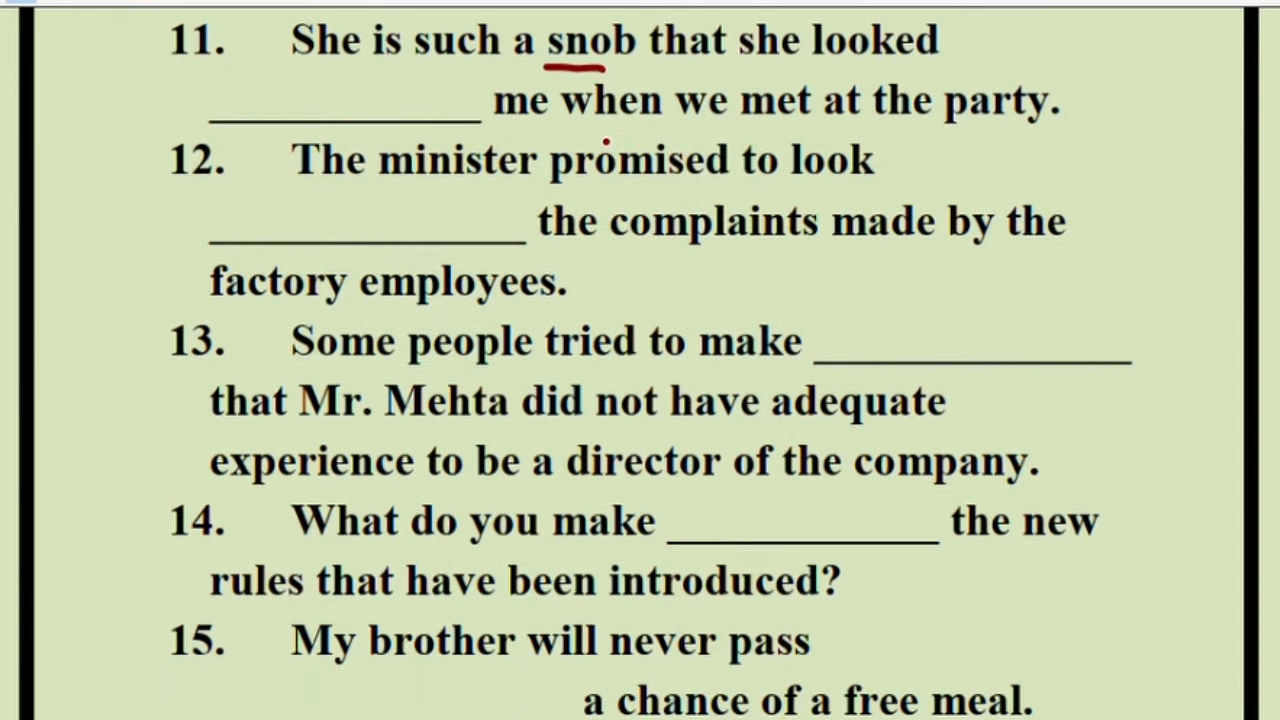 11. She is such a snob that she looked
____________ me when we met at the party.
12. The minister promised to look
______________ the complaints made by the
factory employees.
13. Some people tried to make ______________
that Mr. Mehta did not have adequate
experience to be a director of the company.
14. What do you make ____________ the new
rules that have been introduced?
15. My brother will never pass
a chance of a free meal.